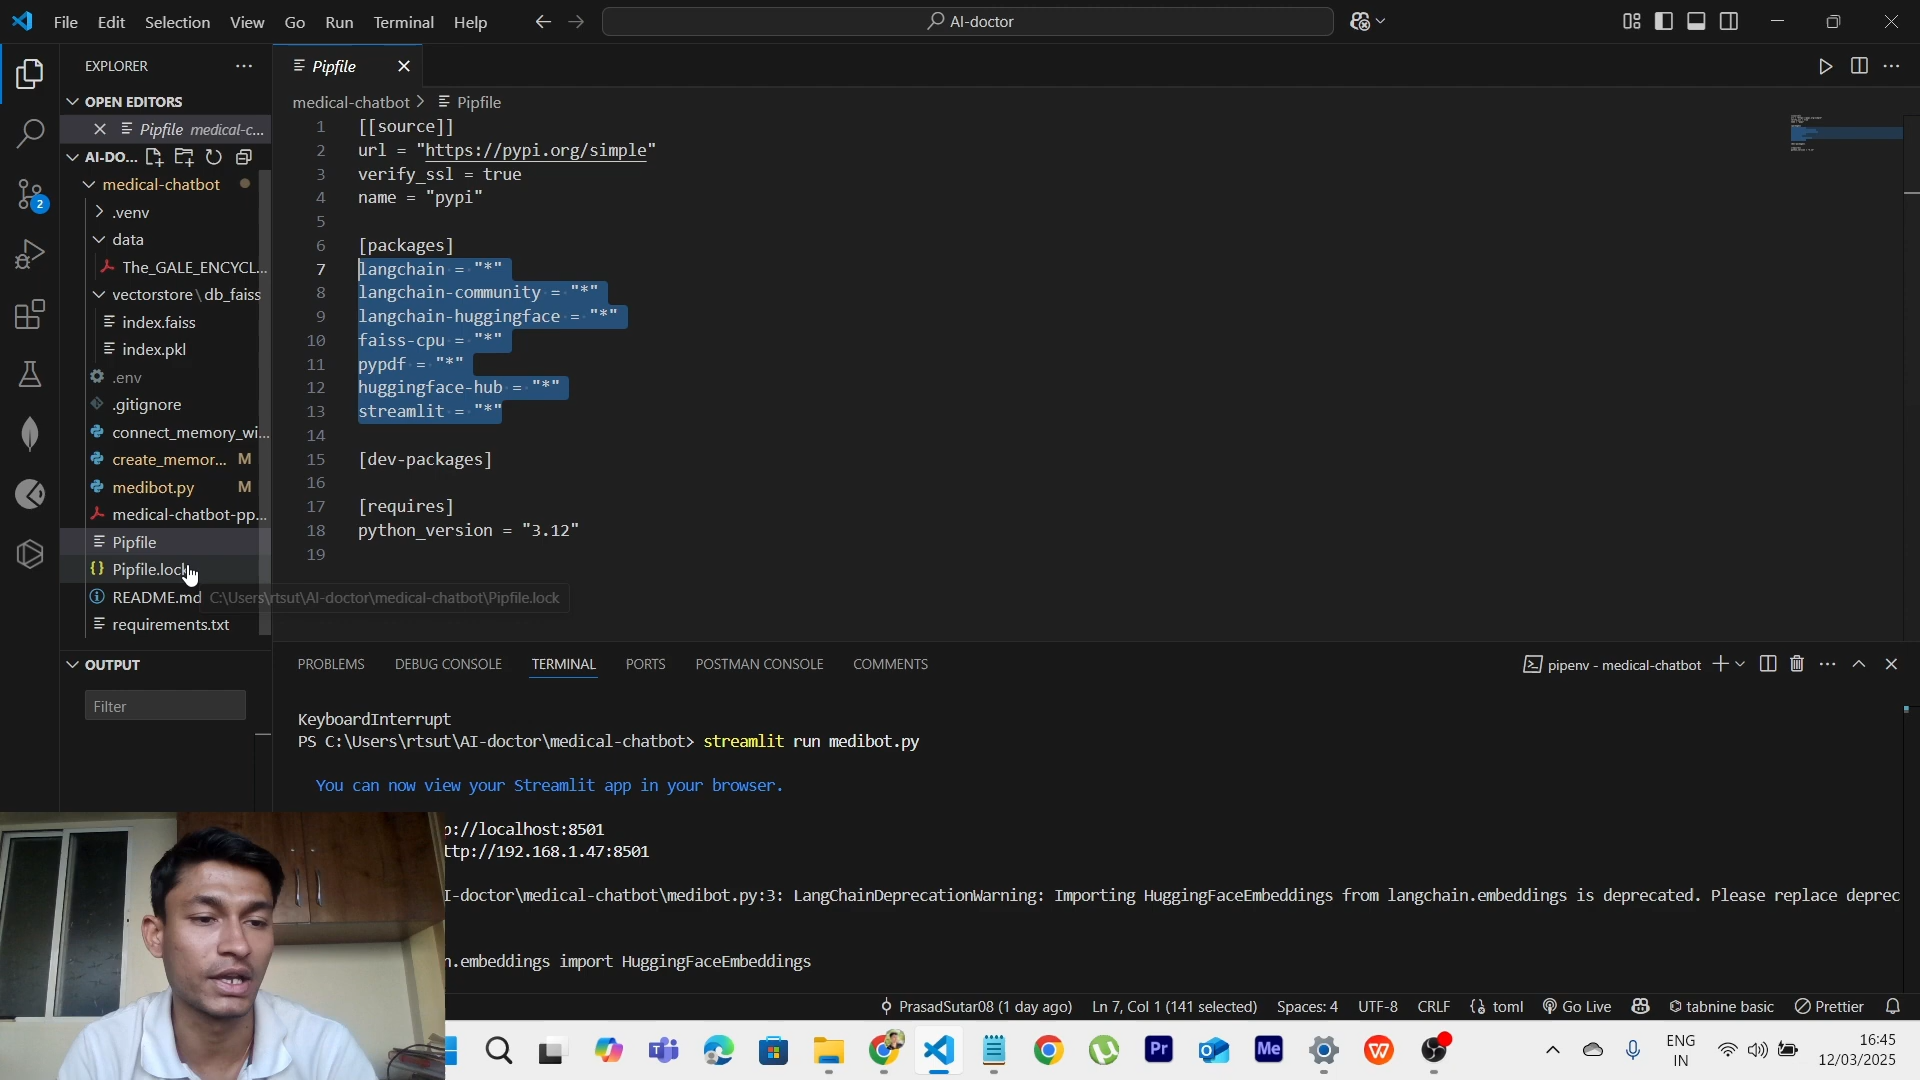 File Edit Selection View Go Run Terminal Help
AI-doctor
EXPLORER
OPEN EDITORS
Pipfile medical-c...
AI-DO...
medical-chatbot
.venv
data
The_GALE_ENCYCL...
vectorstore\db_faiss
index.faiss
index.pkl
.env
.gitignore
connect_memory_wi...
create_memor... M
medibot.py M
medical-chatbot-pp...
Pipfile
Pipfile.lock
README.md
requirements.txt
C:\Users\rtsut\AI-doctor\medical-chatbot\Pipfile.lock
2
OUTPUT
Filter
Pipfile
medical-chatbot > Pipfile
1 [[source]]
2 url = "https://pypi.org/simple"
3 verify_ssl = true
4 name = "pypi"
5
6 [packages]
7 langchain = "*"
8 langchain-community = "*"
9 langchain-huggingface = "*"
10 faiss-cpu = "*"
11 pypdf = "*"
12 huggingface-hub = "*"
13 streamlit = "*"
14
15 [dev-packages]
16
17 [requires]
18 python_version = "3.12"
19
PROBLEMS DEBUG CONSOLE TERMINAL PORTS POSTMAN CONSOLE COMMENTS
pipenv - medical-chatbot
KeyboardInterrupt
PS C:\Users\rtsut\AI-doctor\medical-chatbot> streamlit run medibot.py
You can now view your Streamlit app in your browser.
://localhost:8501
ttp://192.168.1.47:8501
I-doctor\medical-chatbot\medibot.py:3: LangChainDeprecationWarning: Importing HuggingFaceEmbeddings from langchain.embeddings is deprecated. Please replace deprec
.embeddings import HuggingFaceEmbeddings
PrasadSutar08 (1 day ago) Ln 7, Col 1 (141 selected) Spaces: 4 UTF-8 CRLF {} toml Go Live tabnine basic Prettier
Pr
Me
ENG
IN
16:45
12/03/2025